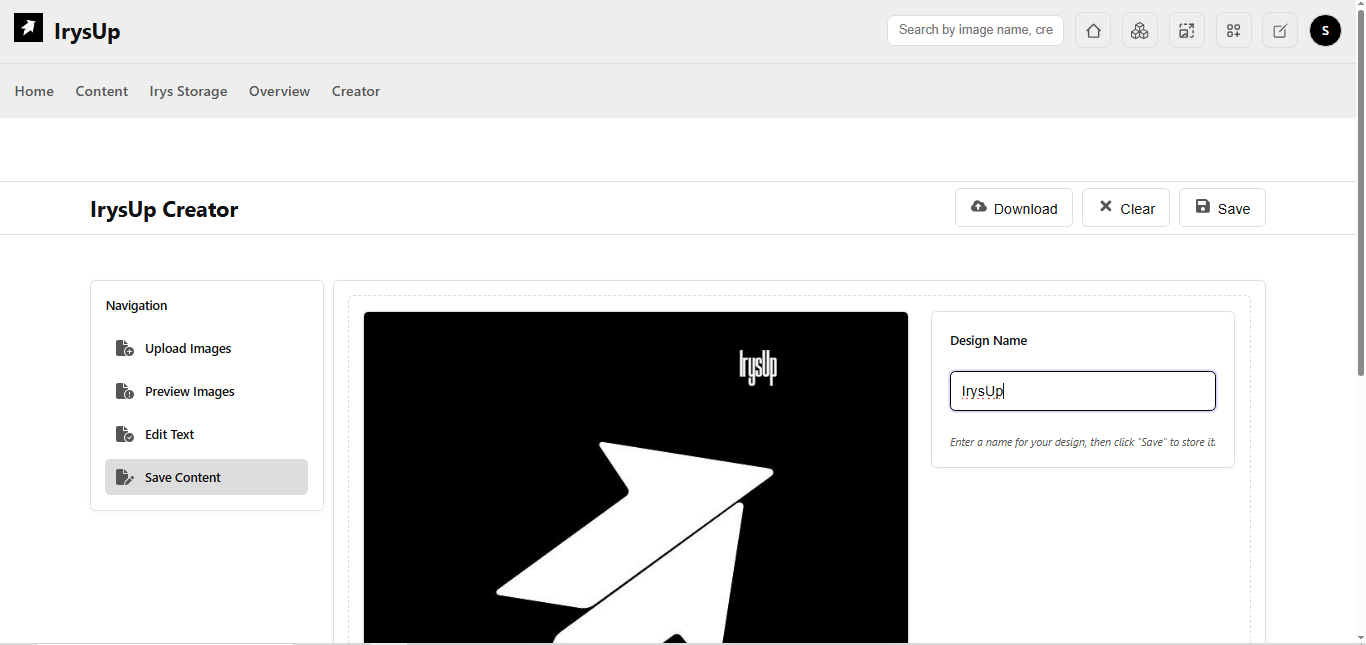 IrysUp
Search by image name, cre
S
Home Content Irys Storage Overview Creator
IrysUp Creator
Download Clear Save
Navigation
Upload Images
Preview Images
Edit Text
Save Content
IrysUp
Design Name
IrysUp
Enter a name for your design, then click "Save" to store it.